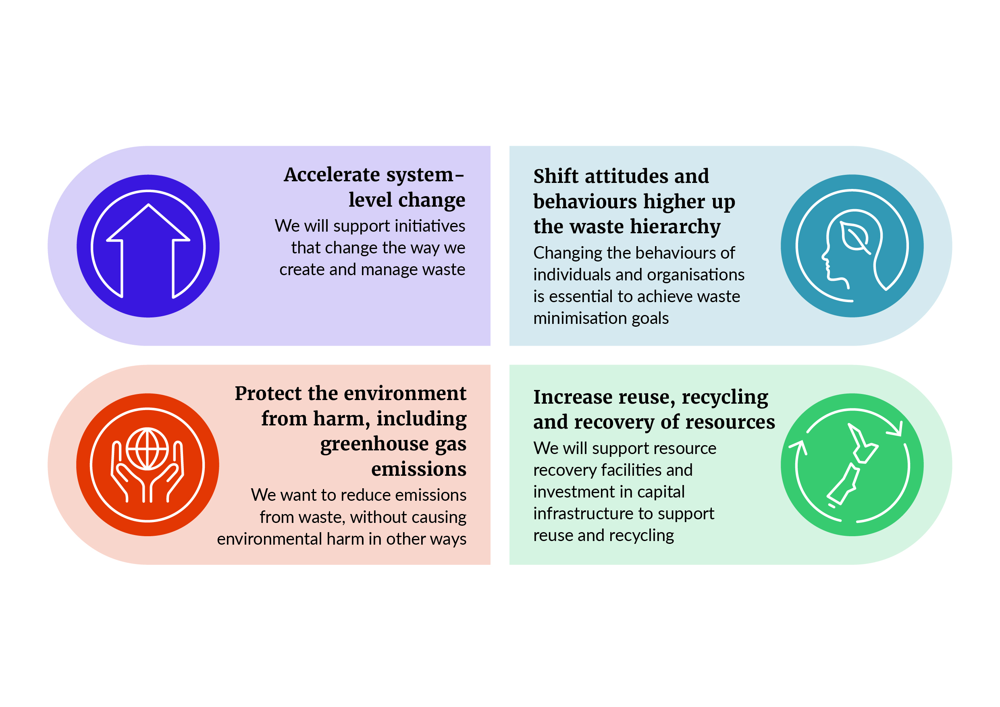 Accelerate system-
level change
We will support initiatives
that change the way we
create and manage waste
Shift attitudes and
behaviours higher up
the waste hierarchy
Changing the behaviours of
individuals and organisations
is essential to achieve waste
minimisation goals
Protect the environment
from harm, including
greenhouse gas
emissions
We want to reduce emissions
from waste, without causing
environmental harm in other ways
Increase reuse, recycling
and recovery of resources
We will support resource
recovery facilities and
investment in capital
infrastructure to support
reuse and recycling